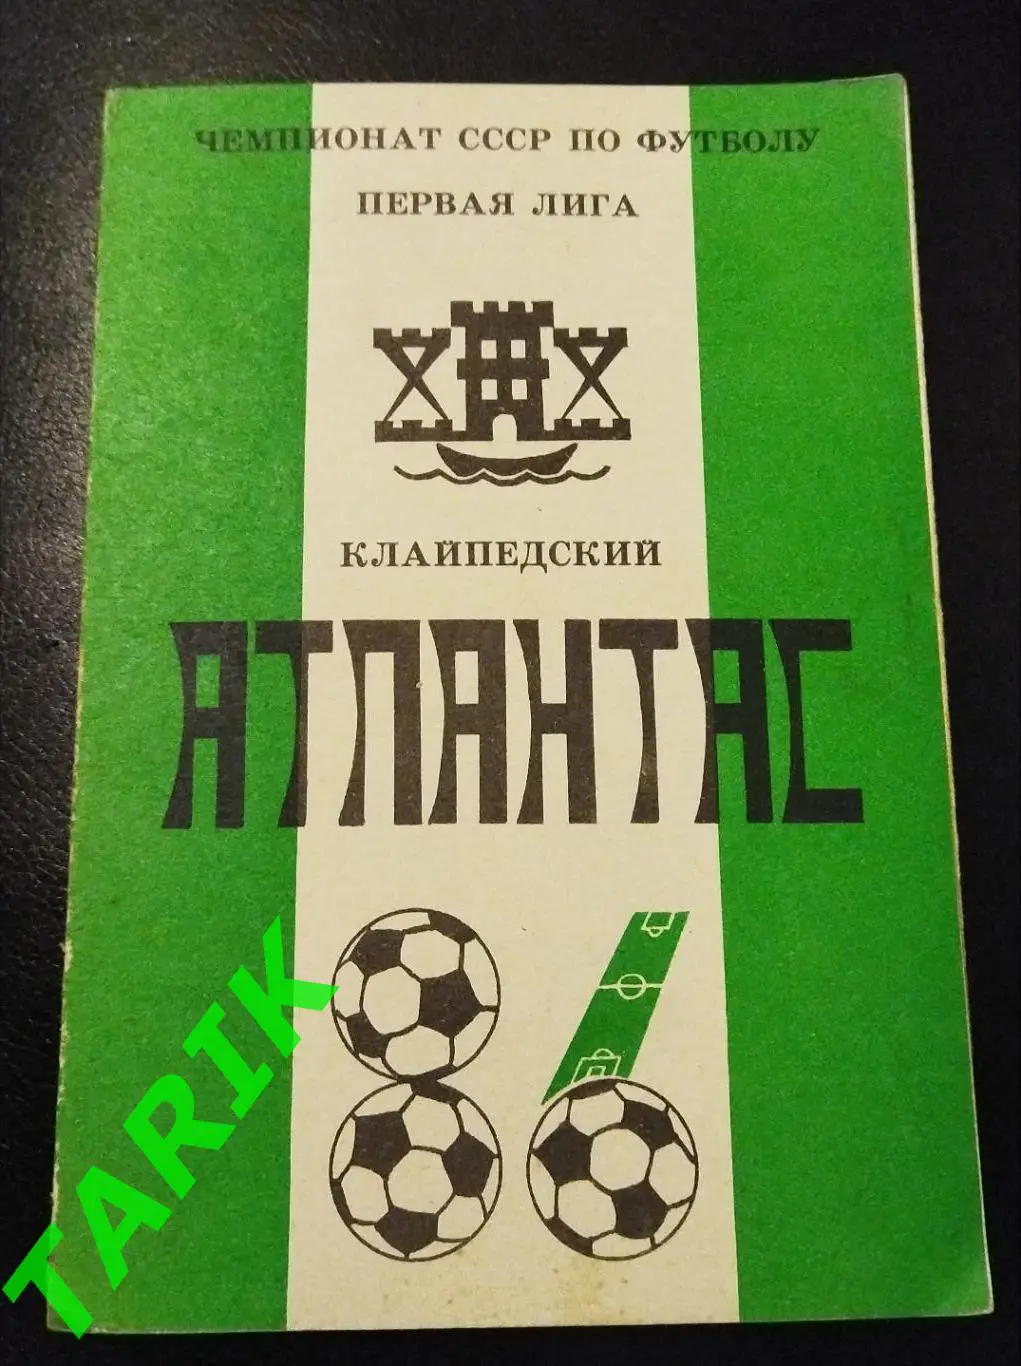 ЧЕМПИОНАТ СССР ПО ФУТБОЛУ
ПЕРВАЯ ЛИГА
КЛАЙПЕДСКИЙ
АТЛАНТАС
86
TARIK